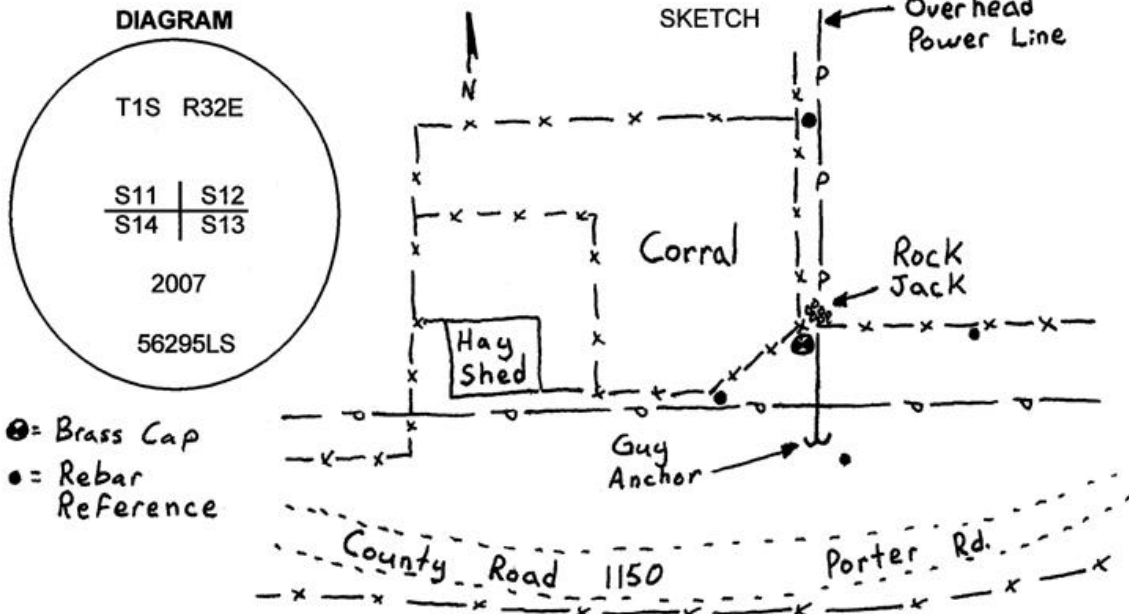 DIAGRAM
T1S R32E
S11 S12
S14 S13
2007
56295LS
= Brass Cap
= Rebar
Reference
SKETCH
N
Overhead
Power Line
P
P
P
Corral
Rock
Jack
Hay
Shed
Guy
Anchor
County Road 1150 Porter Rd.